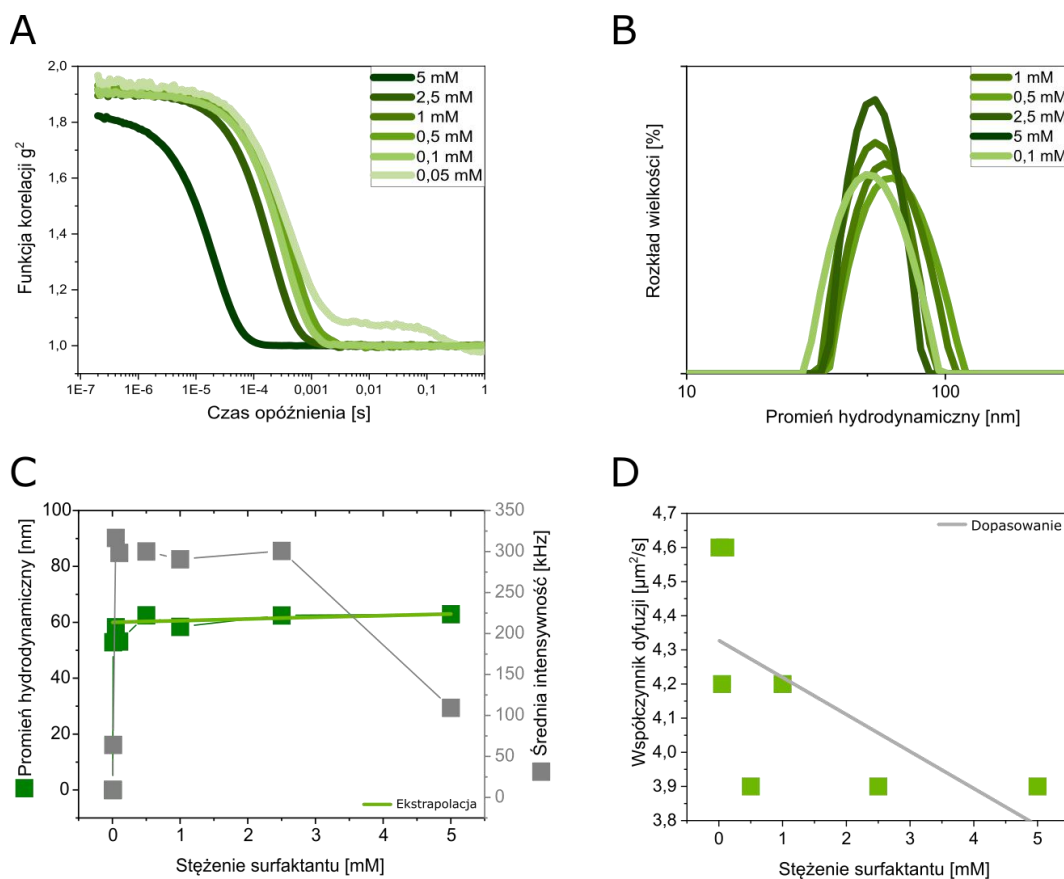 A
Funkcja korelacji g²
2,0
1,8
1,6
1,4
1,2
1,0
1E-7 1E-6 1E-5 1E-4 0,001 0,01 0,1 1
Czas opóźnienia [s]
5 mM
2,5 mM
1 mM
0,5 mM
0,1 mM
0,05 mM
B
Rozkład wielkości [%]
1 mM
0,5 mM
2,5 mM
5 mM
0,1 mM
10 100
Promień hydrodynamiczny [nm]
C
Promień hydrodynamiczny [nm]
100
80
60
40
20
0
350
300
250
200
150
100
50
0
Średnia intensywność [kHz]
Ekstrapolacja
0 1 2 3 4 5
Stężenie surfaktantu [mM]
D
Współczynnik dyfuzji [µm²/s]
4,7
4,6
4,5
4,4
4,3
4,2
4,1
4,0
3,9
3,8
Dopasowanie
0 1 2 3 4 5
Stężenie surfaktantu [mM]